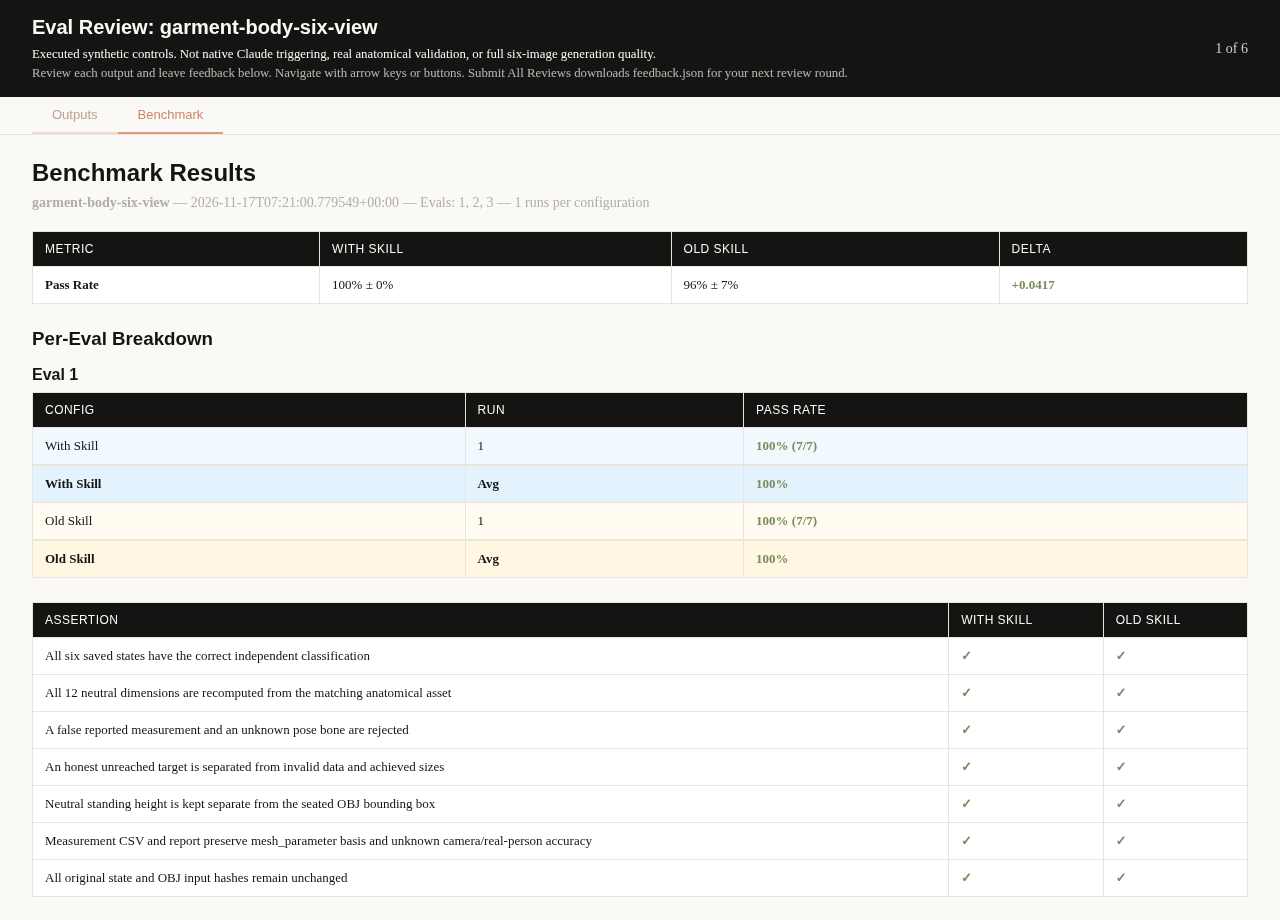 Eval Review: garment-body-six-view
Executed synthetic controls. Not native Claude triggering, real anatomical validation, or full six-image generation quality.
Review each output and leave feedback below. Navigate with arrow keys or buttons. Submit All Reviews downloads feedback.json for your next review round.
1 of 6
Outputs Benchmark
Benchmark Results
garment-body-six-view — 2026-11-17T07:21:00.779549+00:00 — Evals: 1, 2, 3 — 1 runs per configuration
METRIC WITH SKILL OLD SKILL DELTA
Pass Rate 100% ± 0% 96% ± 7% +0.0417
Per-Eval Breakdown
Eval 1
CONFIG RUN PASS RATE
With Skill 1 100% (7/7)
With Skill Avg 100%
Old Skill 1 100% (7/7)
Old Skill Avg 100%
ASSERTION WITH SKILL OLD SKILL
All six saved states have the correct independent classification ✓ ✓
All 12 neutral dimensions are recomputed from the matching anatomical asset ✓ ✓
A false reported measurement and an unknown pose bone are rejected ✓ ✓
An honest unreached target is separated from invalid data and achieved sizes ✓ ✓
Neutral standing height is kept separate from the seated OBJ bounding box ✓ ✓
Measurement CSV and report preserve mesh_parameter basis and unknown camera/real-person accuracy ✓ ✓
All original state and OBJ input hashes remain unchanged ✓ ✓